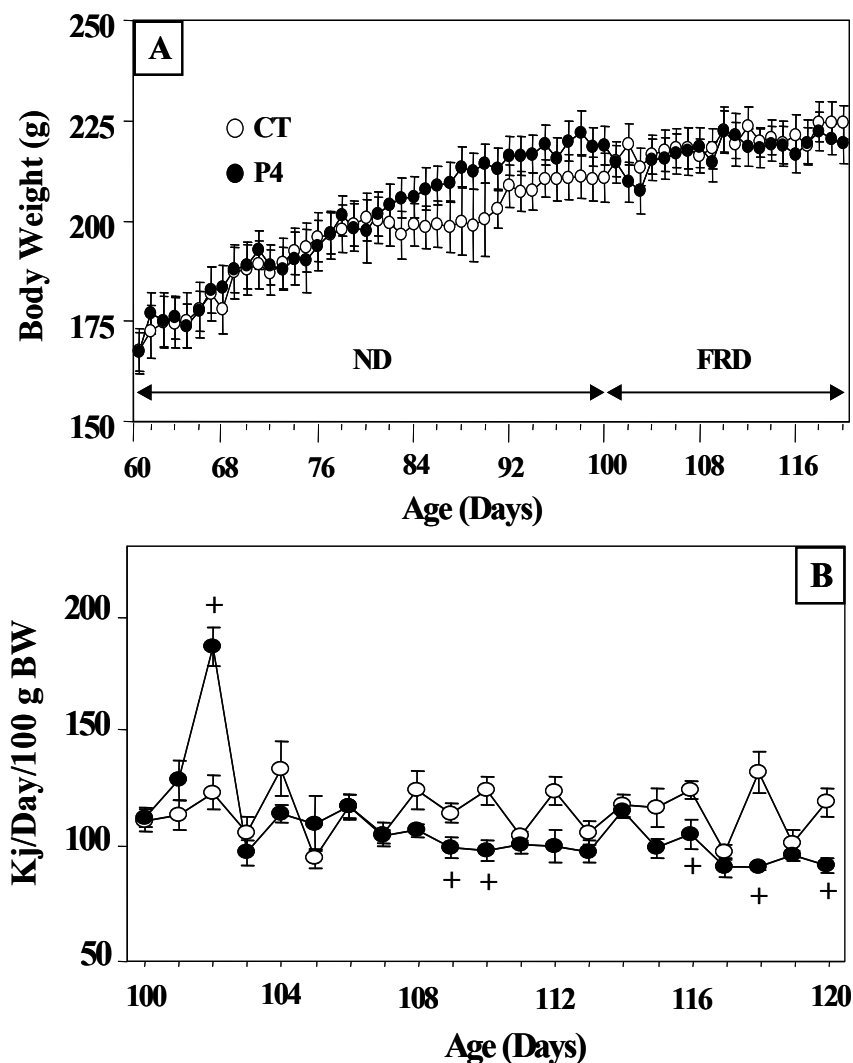 A
250
225
200
175
150
Body Weight (g)
CT
P4
ND
FRD
60 68 76 84 92 100 108 116
Age (Days)
B
200
150
100
50
Kj/Day/100 g BW
+
+ + + + +
100 104 108 112 116 120
Age (Days)